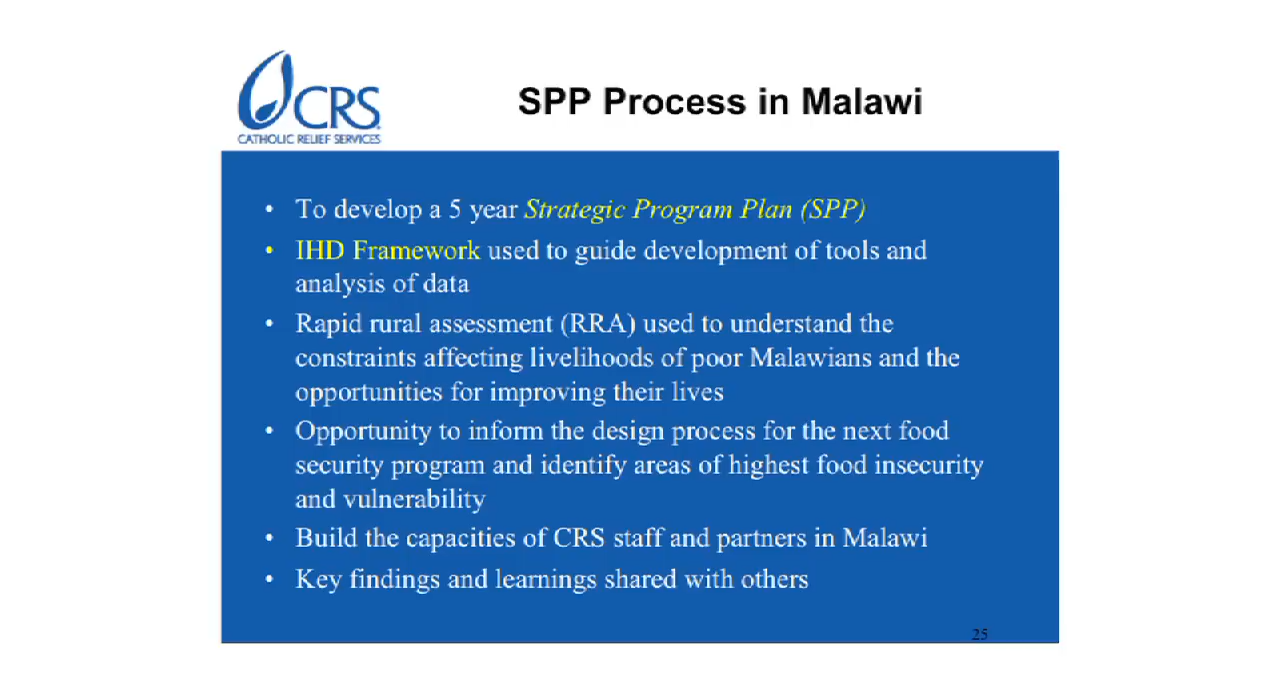 CRS
CATHOLIC RELIEF SERVICES
SPP Process in Malawi
• To develop a 5 year Strategic Program Plan (SPP)
• IHD Framework used to guide development of tools and
analysis of data
• Rapid rural assessment (RRA) used to understand the
constraints affecting livelihoods of poor Malawians and the
opportunities for improving their lives
• Opportunity to inform the design process for the next food
security program and identify areas of highest food insecurity
and vulnerability
• Build the capacities of CRS staff and partners in Malawi
• Key findings and learnings shared with others
25